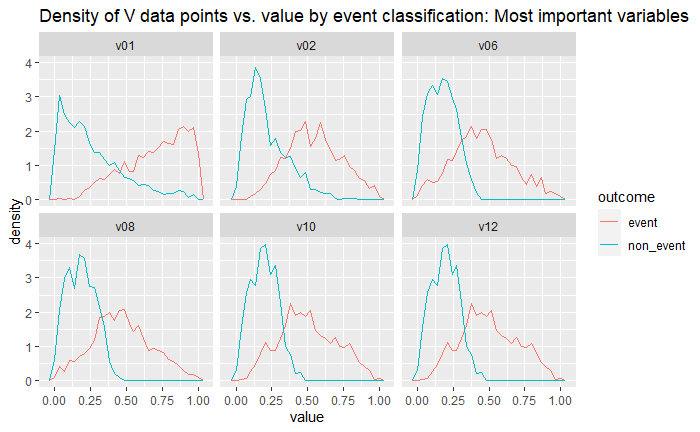 Density of V data points vs. value by event classification: Most important variables
v01 v02 v06
4
3
2
1
0
v08 v10 v12
4
3
2
1
0
density
0.00 0.25 0.50 0.75 1.00 0.00 0.25 0.50 0.75 1.00 0.00 0.25 0.50 0.75 1.00
value
outcome
event
non_event